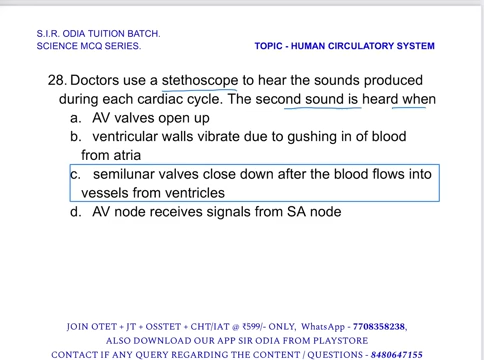 S.I.R. ODIA TUITION BATCH.
SCIENCE MCQ SERIES.
TOPIC - HUMAN CIRCULATORY SYSTEM
28. Doctors use a stethoscope to hear the sounds produced
during each cardiac cycle. The second sound is heard when
a. AV valves open up
b. ventricular walls vibrate due to gushing in of blood
from atria
c. semilunar valves close down after the blood flows into
vessels from ventricles
d. AV node receives signals from SA node
JOIN OTET + JT + OSSTET + CHT/IAT @ ₹599/- ONLY, WhatsApp - 7708358238,
ALSO DOWNLOAD OUR APP SIR ODIA FROM PLAYSTORE
CONTACT IF ANY QUERY REGARDING THE CONTENT / QUESTIONS - 8480647155